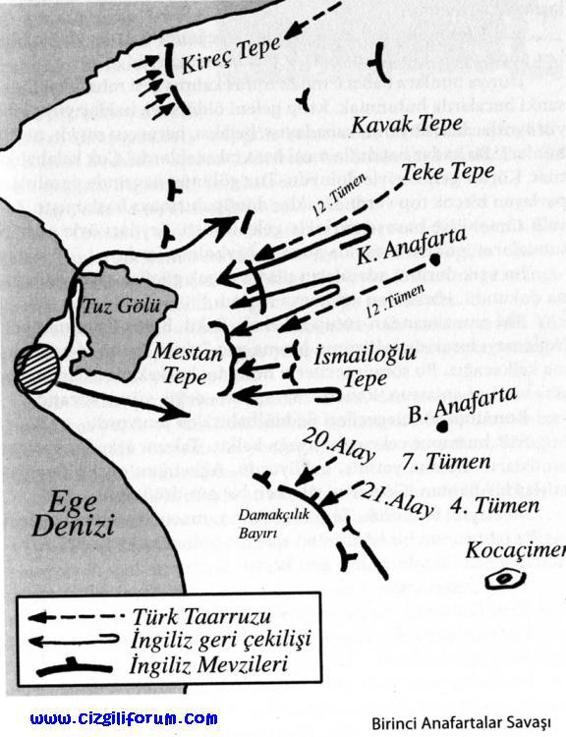 Kireç Tepe
Kavak Tepe
Teke Tepe
12. Tümen
K. Anafarta
12. Tümen
Tuz Gölü
Mestan
Tepe
İsmailoğlu
Tepe
B. Anafarta
20.Alay
7. Tümen
21.Alay
4. Tümen
Damakçılık
Bayırı
Kocaçimen
Ege
Denizi
Türk Taarruzu
İngiliz geri çekilişi
İngiliz Mevzileri
www.cizgiliforum.com
Birinci Anafartalar Savaşı